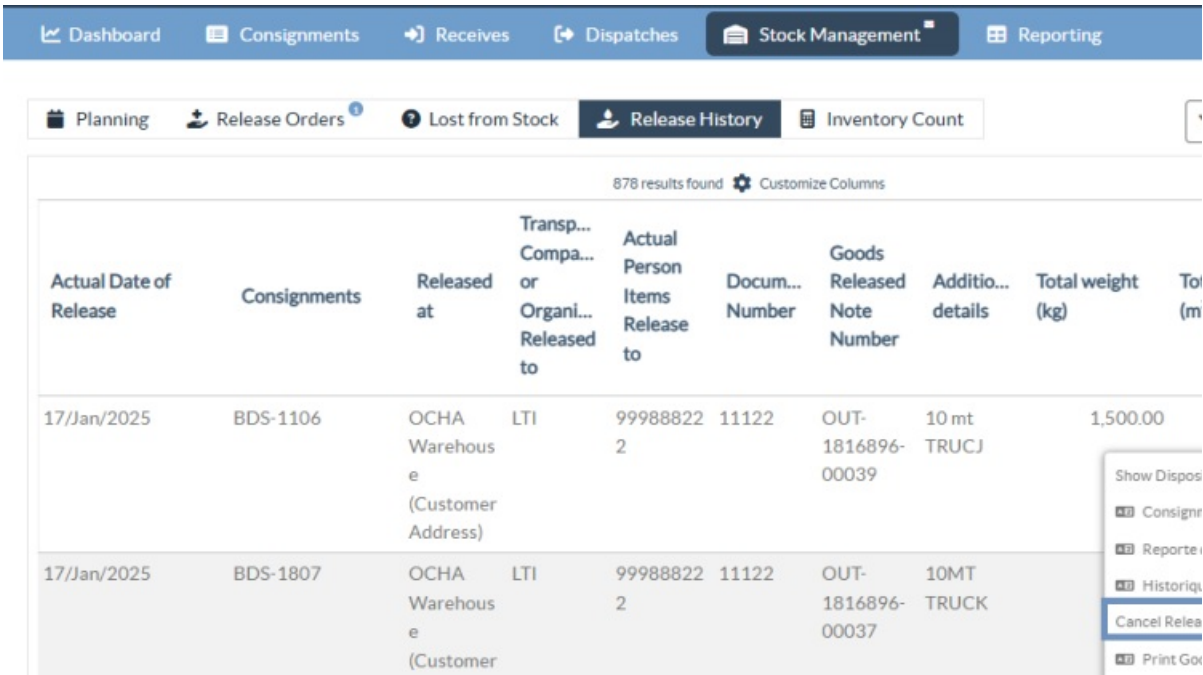 Dashboard Consignments Receives Dispatches Stock Management Reporting
Planning Release Orders 1 Lost from Stock Release History Inventory Count
878 results found Customize Columns
Actual Date of
Release
Consignments
Released
at
Transp...
Compa...
or
Organi...
Released
to
Actual
Person
Items
Release
to
Docum...
Number
Goods
Released
Note
Number
Additio...
details
Total weight
(kg)
17/Jan/2025 BDS-1106 OCHA LTI 99988822 11122 OUT- 10 mt 1,500.00
Warehous 2 1816896- TRUCJ
e 00039
(Customer
Address)
Show
Cancel
Print
17/Jan/2025 BDS-1807 OCHA LTI 99988822 11122 OUT- 10MT
Warehous 2 1816896- TRUCK
e 00037
(Customer